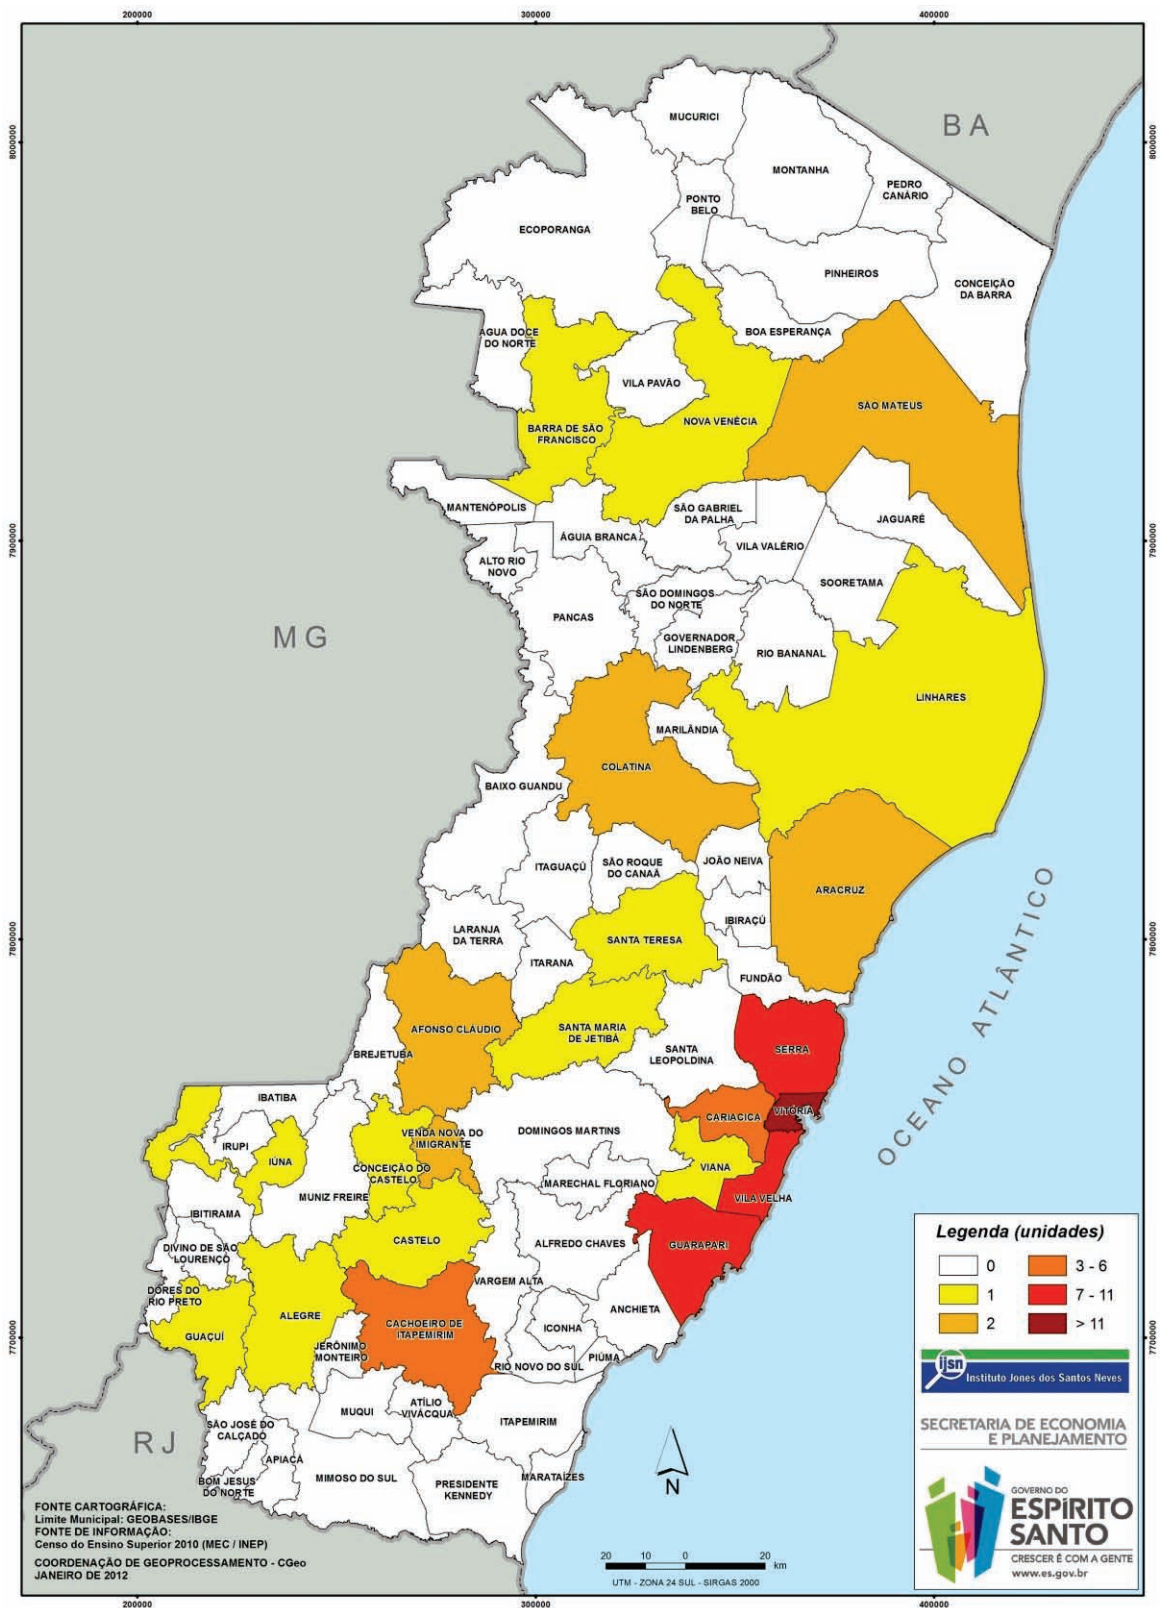 200000
300000
400000
8000000
8000000
BA
MUCURICI
MONTANHA
PEDRO
CANÁRIO
PONTO
BELO
ECOPORANGA
PINHEIROS
CONCEIÇÃO
DA BARRA
ÁGUA DOCE
DO NORTE
BOA ESPERANÇA
VILA PAVÃO
SÃO MATEUS
NOVA VENÉCIA
BARRA DE SÃO
FRANCISCO
MANTENÓPOLIS
SÃO GABRIEL
DA PALHA
JAGUARÉ
7900000
7900000
ÁGUIA BRANCA
VILA VALÉRIO
ALTO RIO
NOVO
SOORETAMA
SÃO DOMINGOS
DO NORTE
PANCAS
MG
GOVERNADOR
LINDENBERG
RIO BANANAL
LINHARES
MARILÂNDIA
COLATINA
BAIXO GUANDU
ITAGUAÇÚ
SÃO ROQUE
DO CANAÃ
JOÃO NEIVA
ARACRUZ
IBIRAÇÚ
LARANJA
DA TERRA
SANTA TERESA
7800000
7800000
ITARANA
FUNDÃO
OCEANO ATLÂNTICO
AFONSO CLÁUDIO
SANTA MARIA
DE JETIBÁ
BREJETUBA
SANTA
LEOPOLDINA
SERRA
IBATIBA
CARIACICA
VITÓRIA
VENDA NOVA DO
IMIGRANTE
DOMINGOS MARTINS
IRUPI
IÚNA
CONCEIÇÃO DO
CASTELO
VIANA
MARECHAL FLORIANO
MUNIZ FREIRE
VILA VELHA
IBITIRAMA
CASTELO
ALFREDO CHAVES
GUARAPARI
DIVINO DE SÃO
LOURENÇO
VARGEM ALTA
DORES DO
RIO PRETO
ALEGRE
ANCHIETA
CACHOEIRO DE
ITAPEMIRIM
ICONHA
GUAÇUÍ
7700000
7700000
JERÔNIMO
MONTEIRO
RIO NOVO DO SUL
PIÚMA
ATÍLIO
VIVÁCQUA
MUQUI
ITAPEMIRIM
SÃO JOSÉ DO
CALÇADO
RJ
APIACÁ
BOM JESUS
DO NORTE
MIMOSO DO SUL
PRESIDENTE
KENNEDY
MARATAÍZES
N
Legenda (unidades)
0
1
2
3 - 6
7 - 11
> 11
ijsn
Instituto Jones dos Santos Neves
SECRETARIA DE ECONOMIA
E PLANEJAMENTO
GOVERNO DO
ESPÍRITO
SANTO
CRESCER É COM A GENTE
www.es.gov.br
FONTE CARTOGRÁFICA:
Limite Municipal: GEOBASES/IBGE
FONTE DE INFORMAÇÃO:
Censo do Ensino Superior 2010 (MEC / INEP)
COORDENAÇÃO DE GEOPROCESSAMENTO - CGeo
JANEIRO DE 2012
20 10 0 20
km
UTM - ZONA 24 SUL - SIRGAS 2000
200000
300000
400000